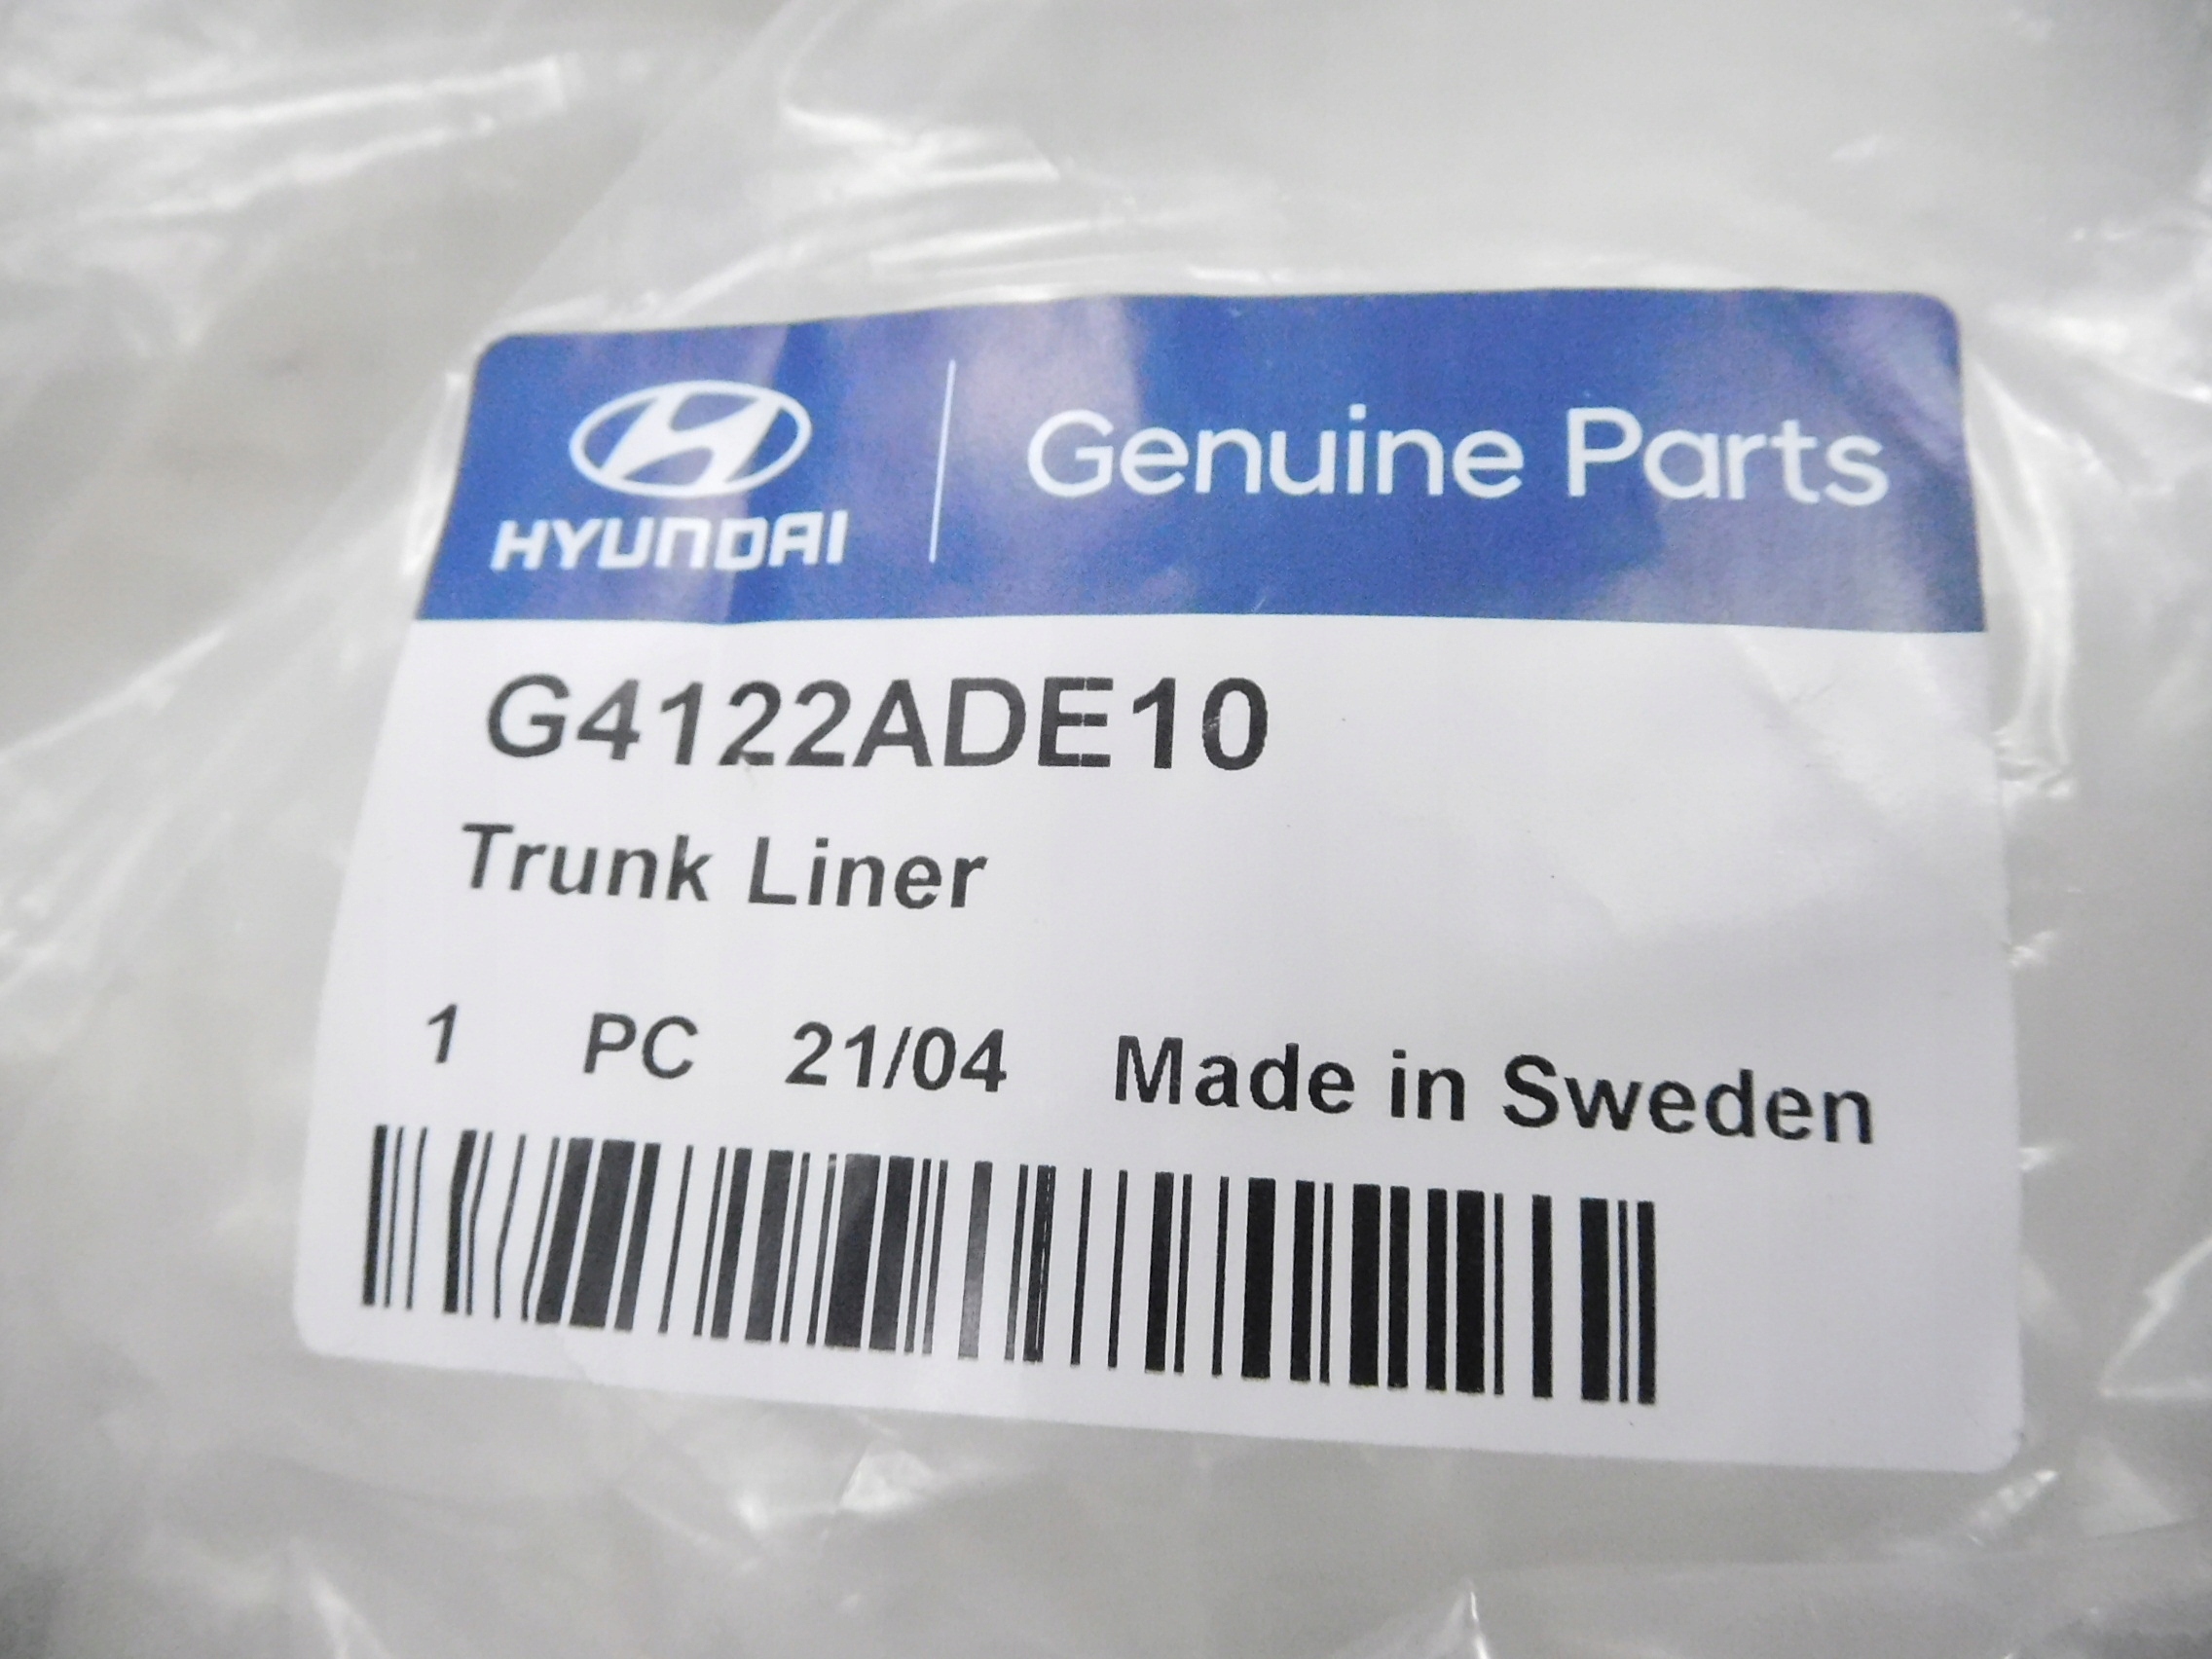 HYUNDAI
Genuine Parts
G4122ADE10
Trunk Liner
1 PC 21/04 Made in Sweden